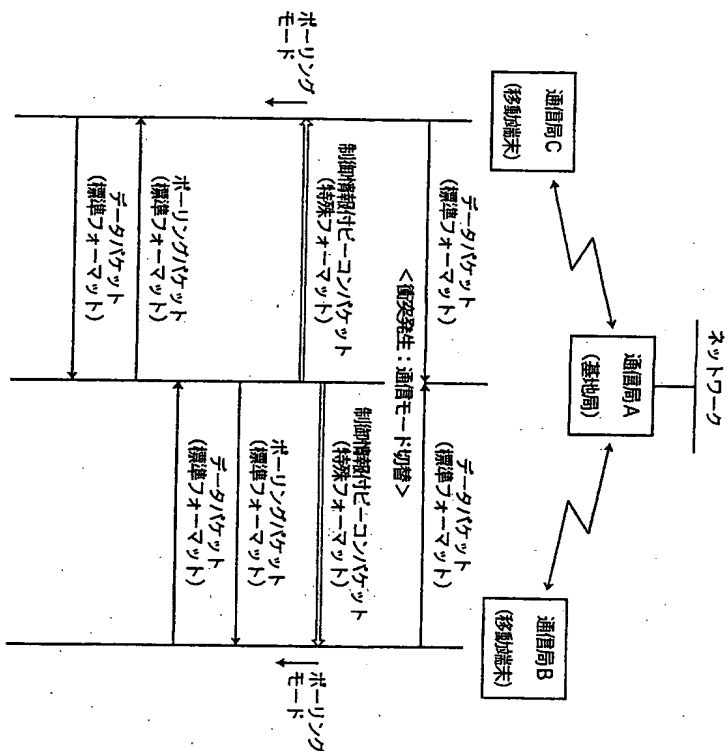 ネットワーク
通信局C
(移動端末)
通信局A
(基地局)
通信局B
(移動端末)
データパケット
(標準フォーマット)
データパケット
(標準フォーマット)
<衝突発生:通信モード切替>
制御情報付ビーコンパケット
(特殊フォーマット)
制御情報付ビーコンパケット
(特殊フォーマット)
ポーリング
モード
ポーリング
モード
ポーリングパケット
(標準フォーマット)
データパケット
(標準フォーマット)
ポーリングパケット
(標準フォーマット)
データパケット
(標準フォーマット)